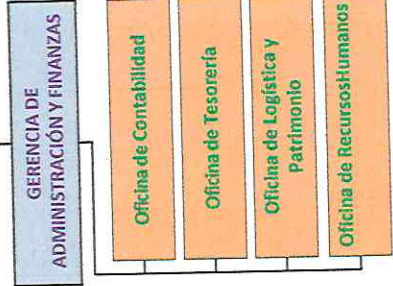 GERENCIA DE
ADMINISTRACIÓN Y FINANZAS
Oficina de Contabilidad
Oficina de Tesorería
Oficina de Logística y
Patrimonio
Oficina de RecursosHumanos